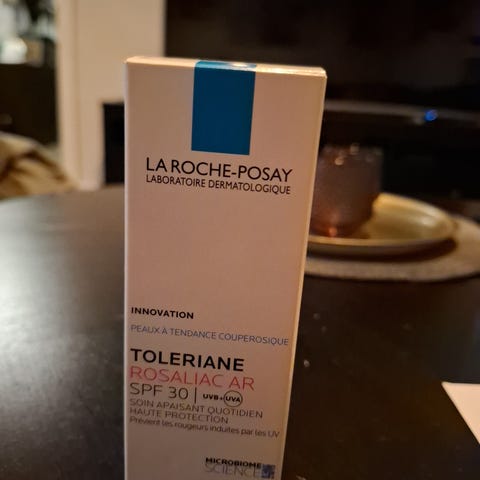 LA ROCHE-POSAY
LABORATOIRE DERMATOLOGIQUE
INNOVATION
PEAUX À TENDANCE COUPEROSIQUE
TOLERIANE
ROSALIAC AR
SPF 30 | UVB+UVA
SOIN APAISANT QUOTIDIEN
HAUTE PROTECTION
Prévient les rougeurs induites par les UV
MICROBIOME
SCIENCE